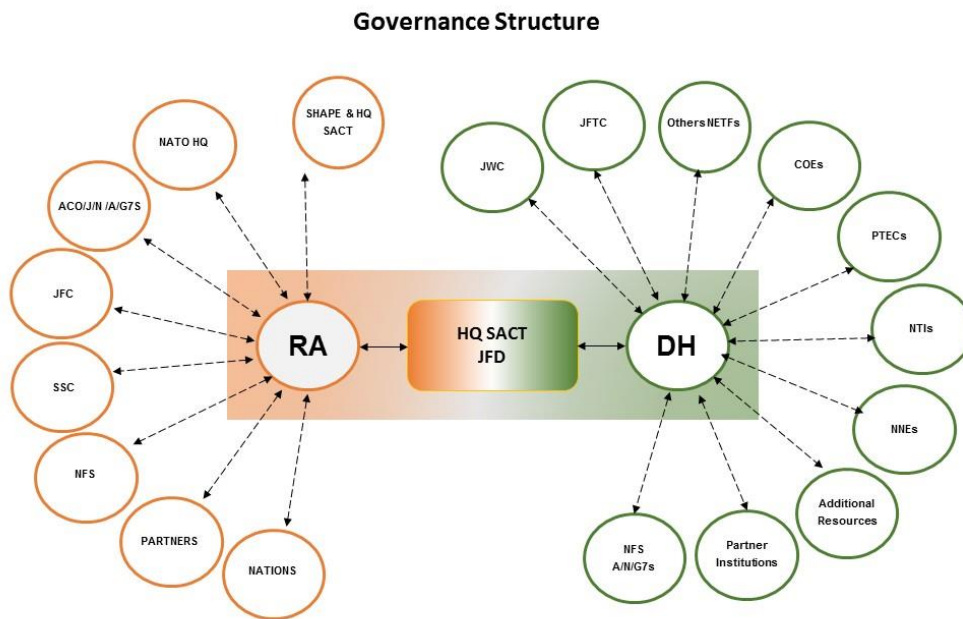 Governance Structure
SHAPE & HQ
SACT
NATO HQ
ACO/J/N /A/G7S
JFC
SSC
NFS
PARTNERS
NATIONS
RA
HQ SACT
JFD
DH
JWC
JFTC
Others NETFs
COEs
PTECs
NTIs
NNEs
Additional
Resources
Partner
Institutions
NFS
A/N/G7s